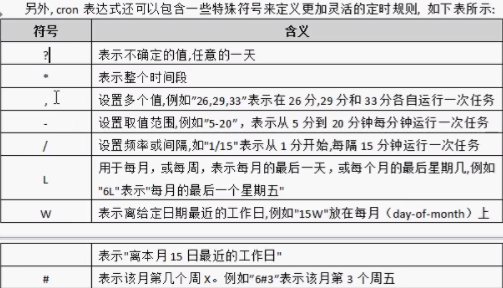 另外, cron 表达式还可以包含一些特殊符号来定义更加灵活的定时规则, 如下表所示:
符号 含义
? 表示不确定的值,任意的一天
* 表示整个时间段
, 设置多个值,例如"26,29,33"表示在 26 分,29 分和 33 分各自运行一次任务
- 设置取值范围,例如"5-20"，表示从 5 分到 20 分钟每分钟运行一次任务
/ 设置频率或间隔,如"1/15"表示从 1 分开始,每隔 15 分钟运行一次任务
L 用于每月，或每周，表示每月的最后一天，或每个月的最后星期几,例如
"6L"表示"每月的最后一个星期五"
W 表示离给定日期最近的工作日,例如"15W"放在每月（day-of-month）上
表示"离本月 15 日最近的工作日"
# 表示该月第几个周 X。例如"6#3"表示该月第 3 个周五